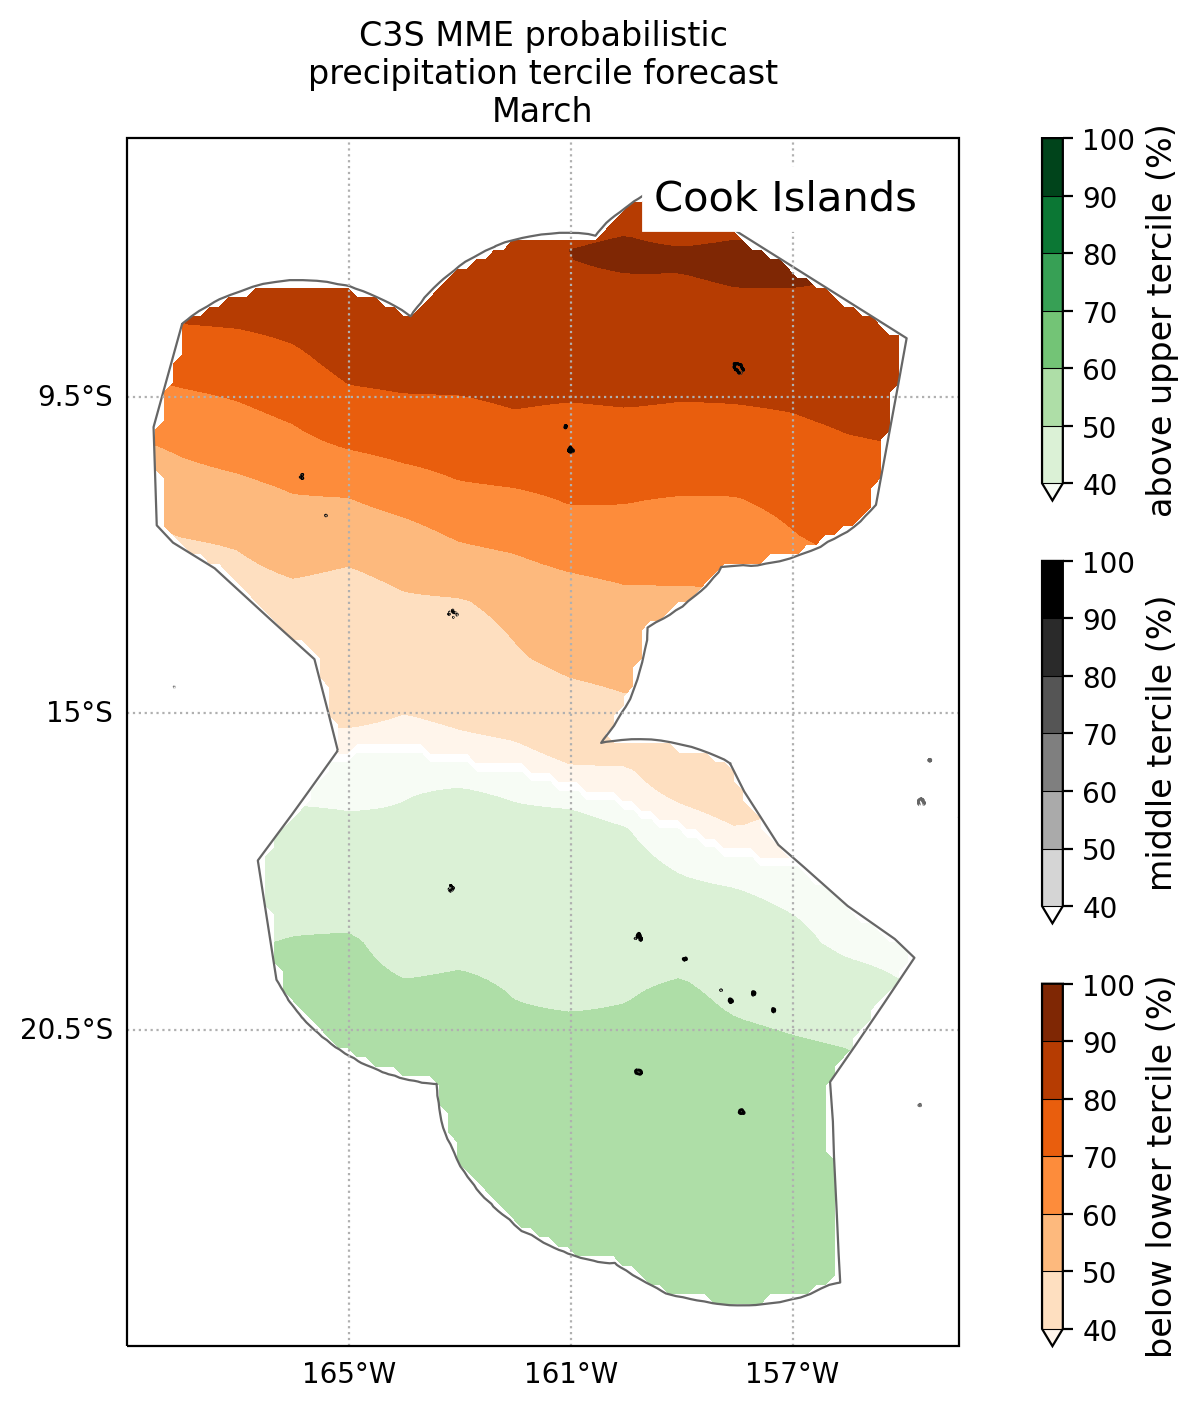 C3S MME probabilistic
precipitation tercile forecast
March
Cook Islands
9.5°S
15°S
20.5°S
165°W
161°W
157°W
100
90
80
70
60
50
40
above upper tercile (%)
100
90
80
70
60
50
40
middle tercile (%)
100
90
80
70
60
50
40
below lower tercile (%)